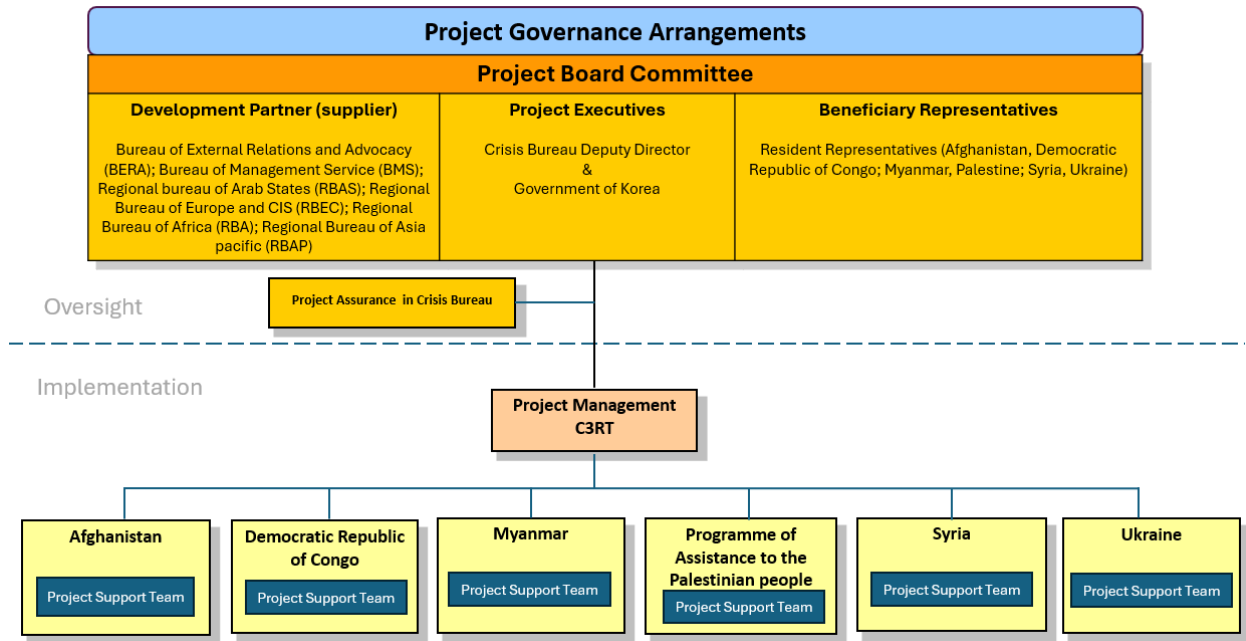 Project Governance Arrangements
Project Board Committee
Development Partner (supplier)
Bureau of External Relations and Advocacy
(BERA); Bureau of Management Service (BMS);
Regional bureau of Arab States (RBAS); Regional
Bureau of Europe and CIS (RBEC); Regional
Bureau of Africa (RBA); Regional Bureau of Asia
pacific (RBAP)
Project Executives
Crisis Bureau Deputy Director
&
Government of Korea
Beneficiary Representatives
Resident Representatives (Afghanistan, Democratic
Republic of Congo; Myanmar, Palestine; Syria, Ukraine)
Project Assurance in Crisis Bureau
Oversight
Implementation
Project Management
C3RT
Afghanistan
Project Support Team
Democratic Republic
of Congo
Project Support Team
Myanmar
Project Support Team
Programme of
Assistance to the
Palestinian people
Project Support Team
Syria
Project Support Team
Ukraine
Project Support Team